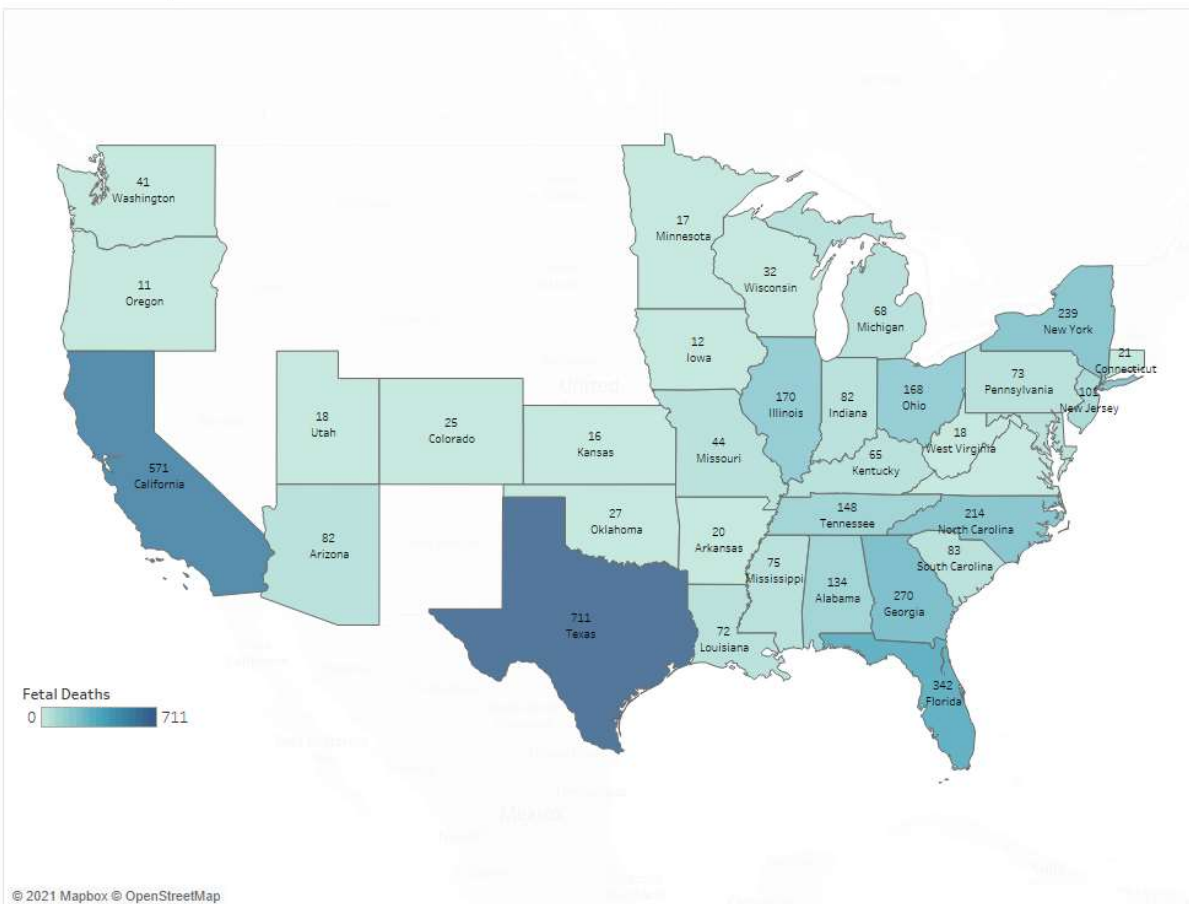 41
Washington
11
Oregon
571
California
18
Utah
82
Arizona
25
Colorado
16
Kansas
27
Oklahoma
711
Texas
17
Minnesota
12
Iowa
44
Missouri
20
Arkansas
72
Louisiana
32
Wisconsin
170
Illinois
75
Mississippi
68
Michigan
82
Indiana
65
Kentucky
148
Tennessee
134
Alabama
168
Ohio
18
West Virginia
270
Georgia
342
Florida
239
New York
73
Pennsylvania
101
New Jersey
21
Connecticut
214
North Carolina
83
South Carolina
Fetal Deaths
0 711
United
Mexico
© 2021 Mapbox © OpenStreetMap